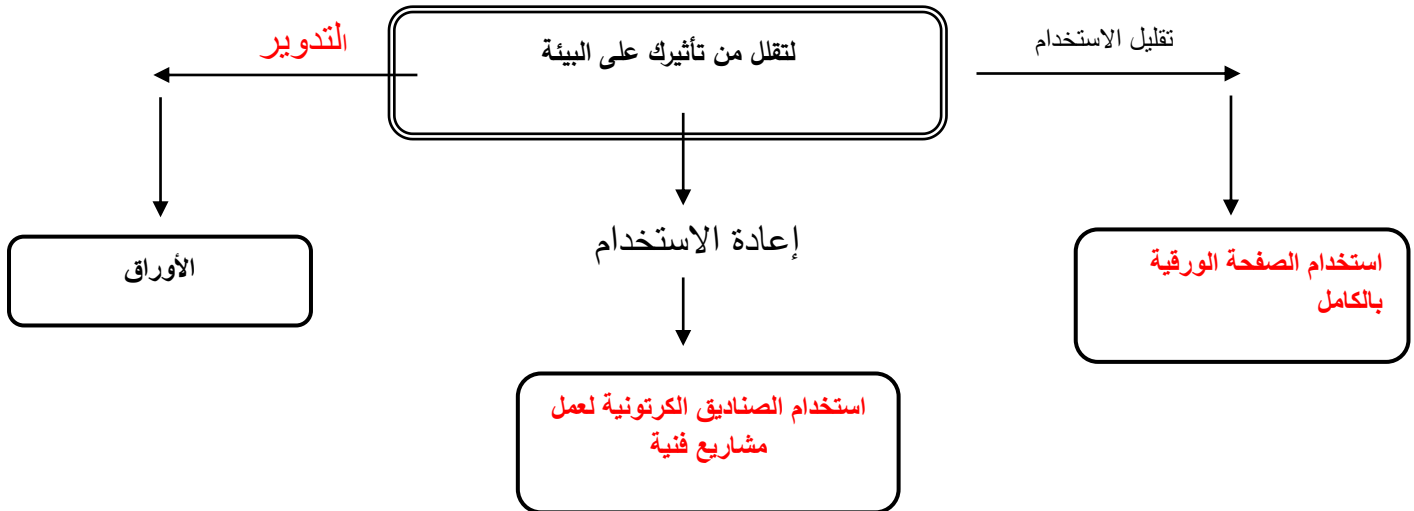 لتقلل من تأثيرك على البيئة
تقليل الاستخدام
التدوير
إعادة الاستخدام
استخدام الصفحة الورقية
بالكامل
الأوراق
استخدام الصناديق الكرتونية لعمل
مشاريع فنية